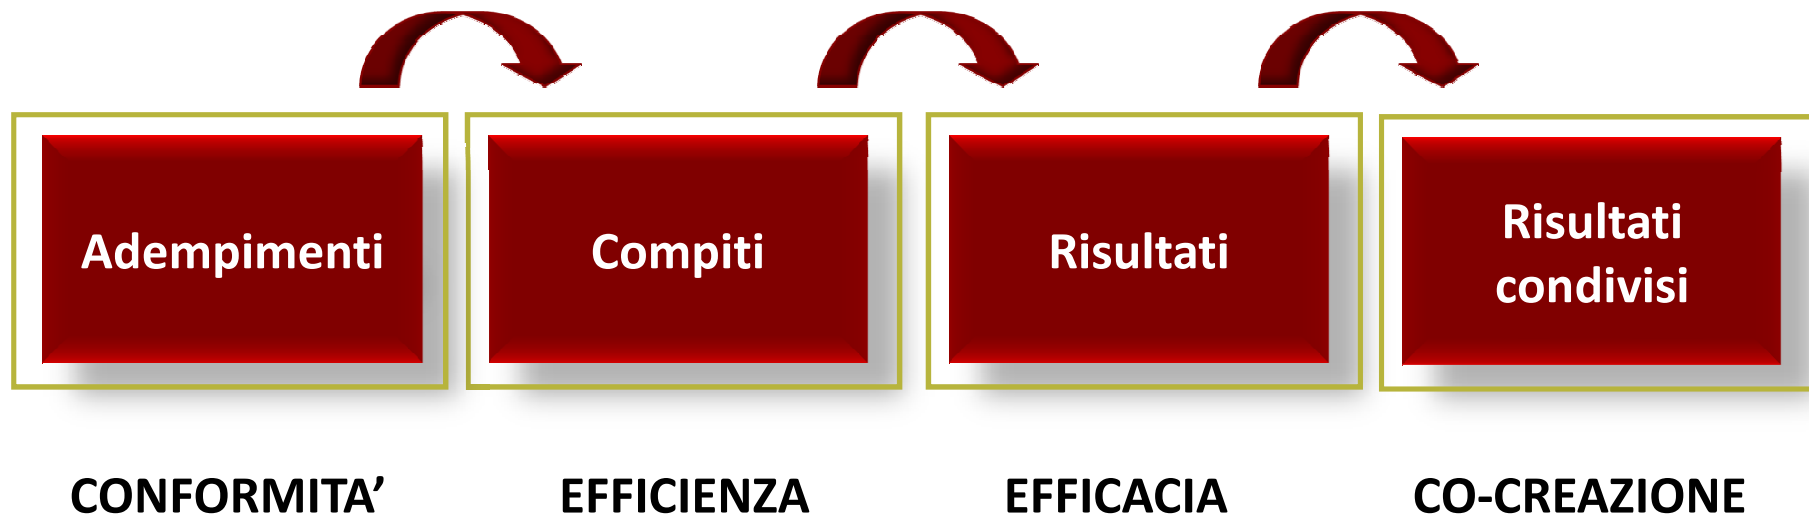 Adempimenti
Compiti
Risultati
Risultati
condivisi
CONFORMITA’
EFFICIENZA
EFFICACIA
CO-CREAZIONE